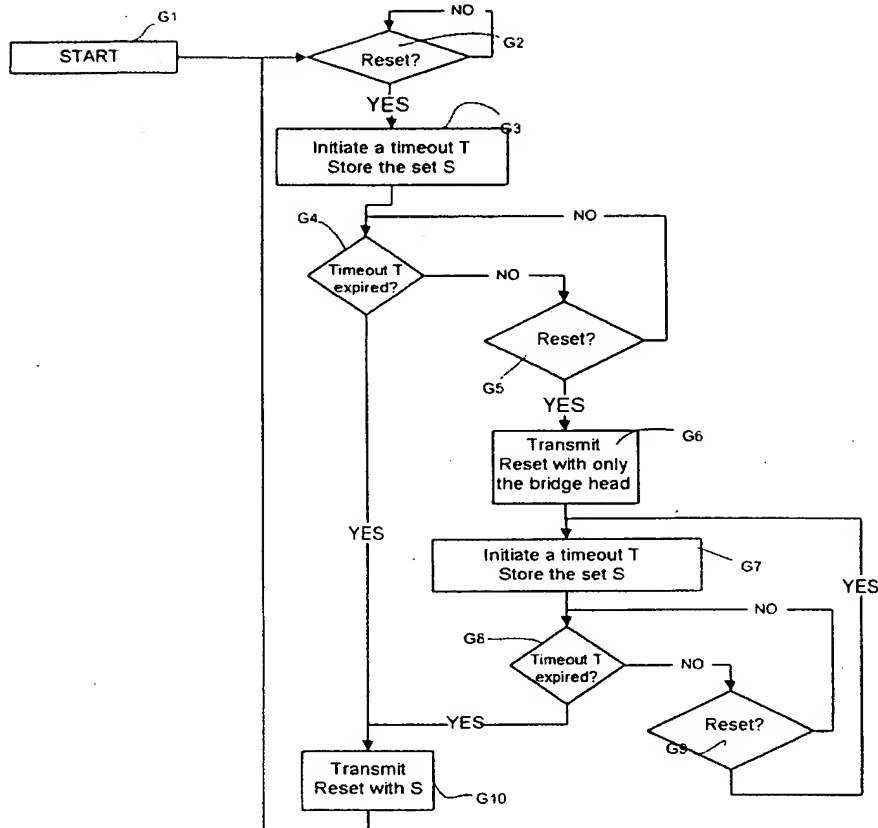 G1
START
NO
Reset?
G2
YES
G3
Initiate a timeout T
Store the set S
NO
G4
Timeout T
expired?
NO
Reset?
G5
YES
Transmit
Reset with only
the bridge head
G6
YES
Initiate a timeout T
Store the set S
G7
YES
NO
G8
Timeout T
expired?
NO
YES
Reset?
G9
Transmit
Reset with S
G10